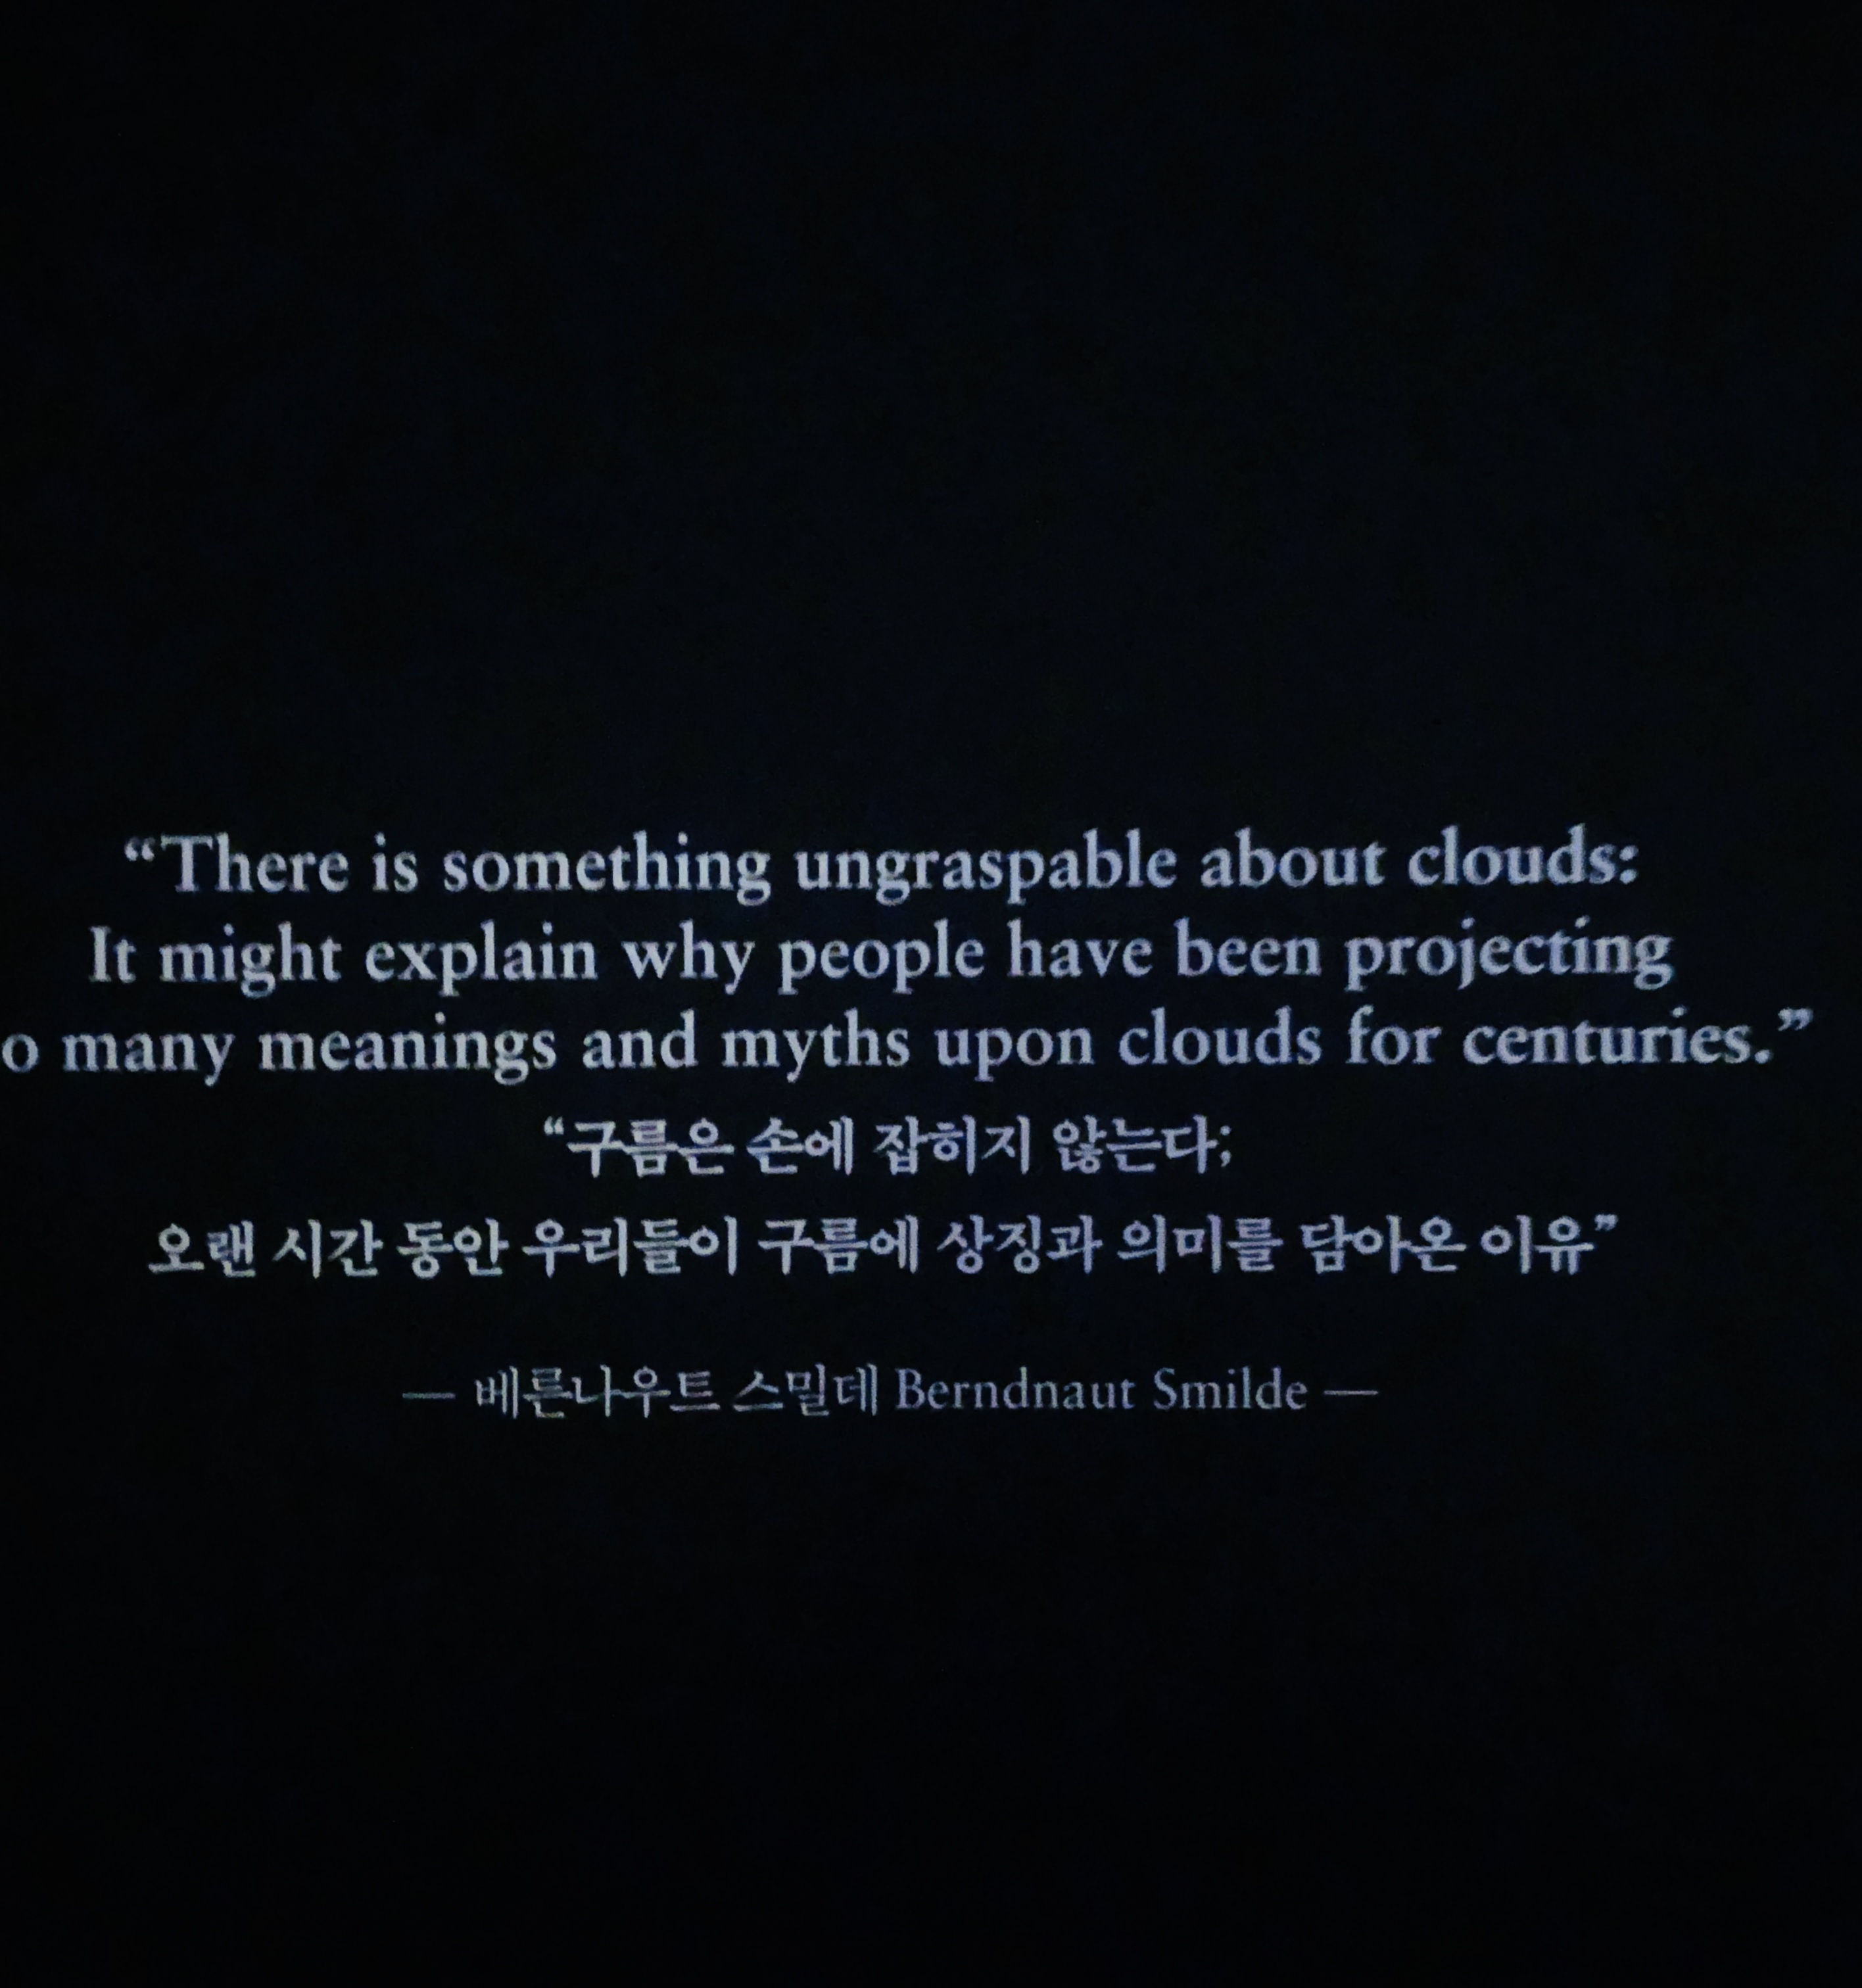 “There is something ungraspable about clouds:
It might explain why people have been projecting
o many meanings and myths upon clouds for centuries.”
“구름은 손에 잡히지 않는다;
오랜 시간 동안 우리들이 구름에 상징과 의미를 담아온 이유”
— 베른나우트 스밀데 Berndnaut Smilde —